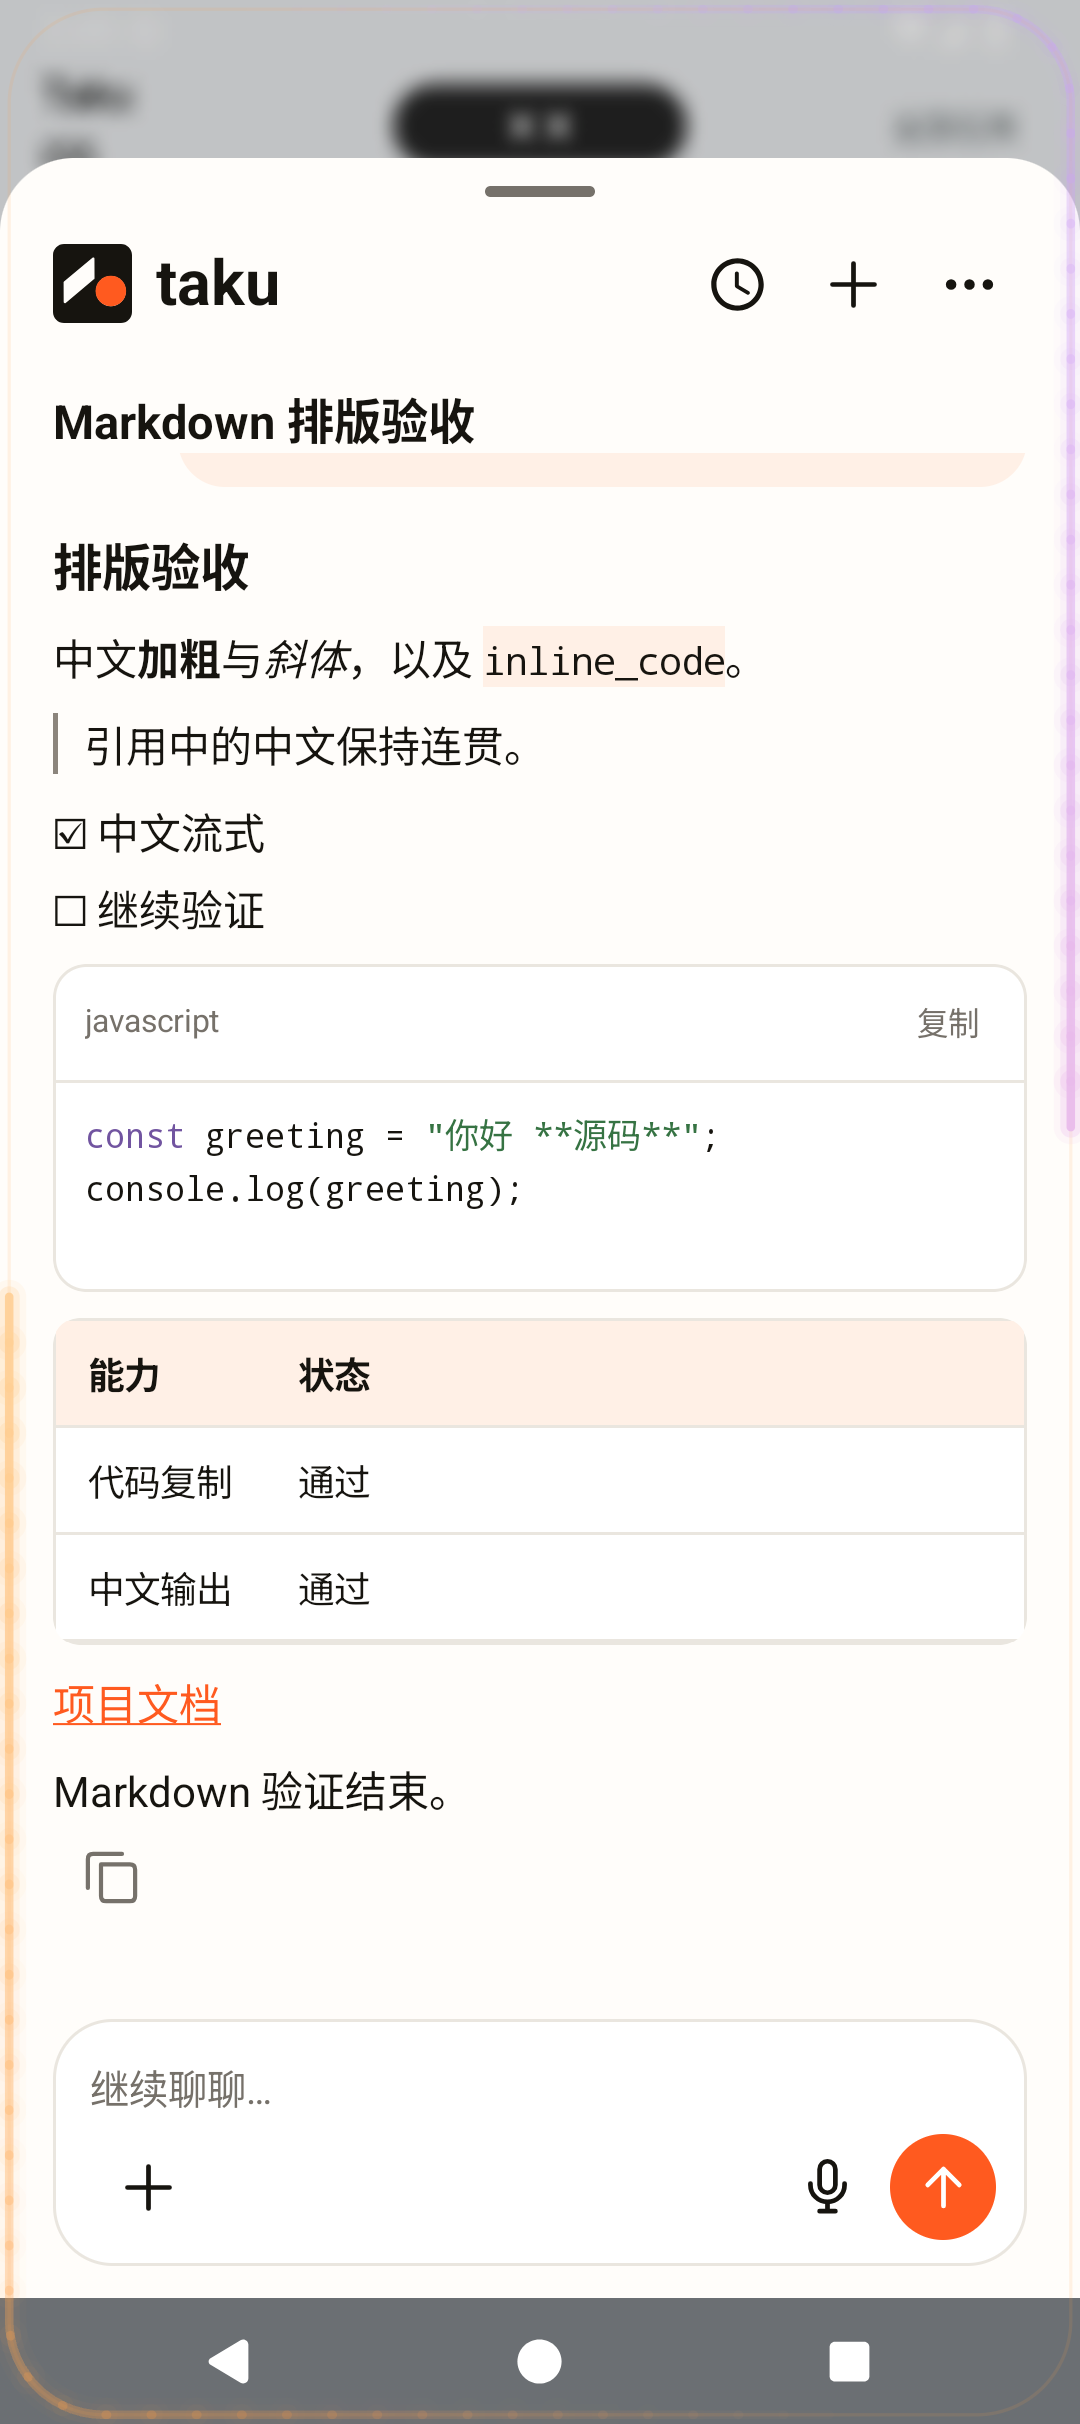 Taku
taku
Markdown 排版验收
排版验收
中文加粗与斜体，以及 inline_code。
引用中的中文保持连贯。
☑ 中文流式
☐ 继续验证
javascript
复制
const greeting = "你好 **源码**";
console.log(greeting);
能力 状态
代码复制 通过
中文输出 通过
项目文档
Markdown 验证结束。
继续聊聊…